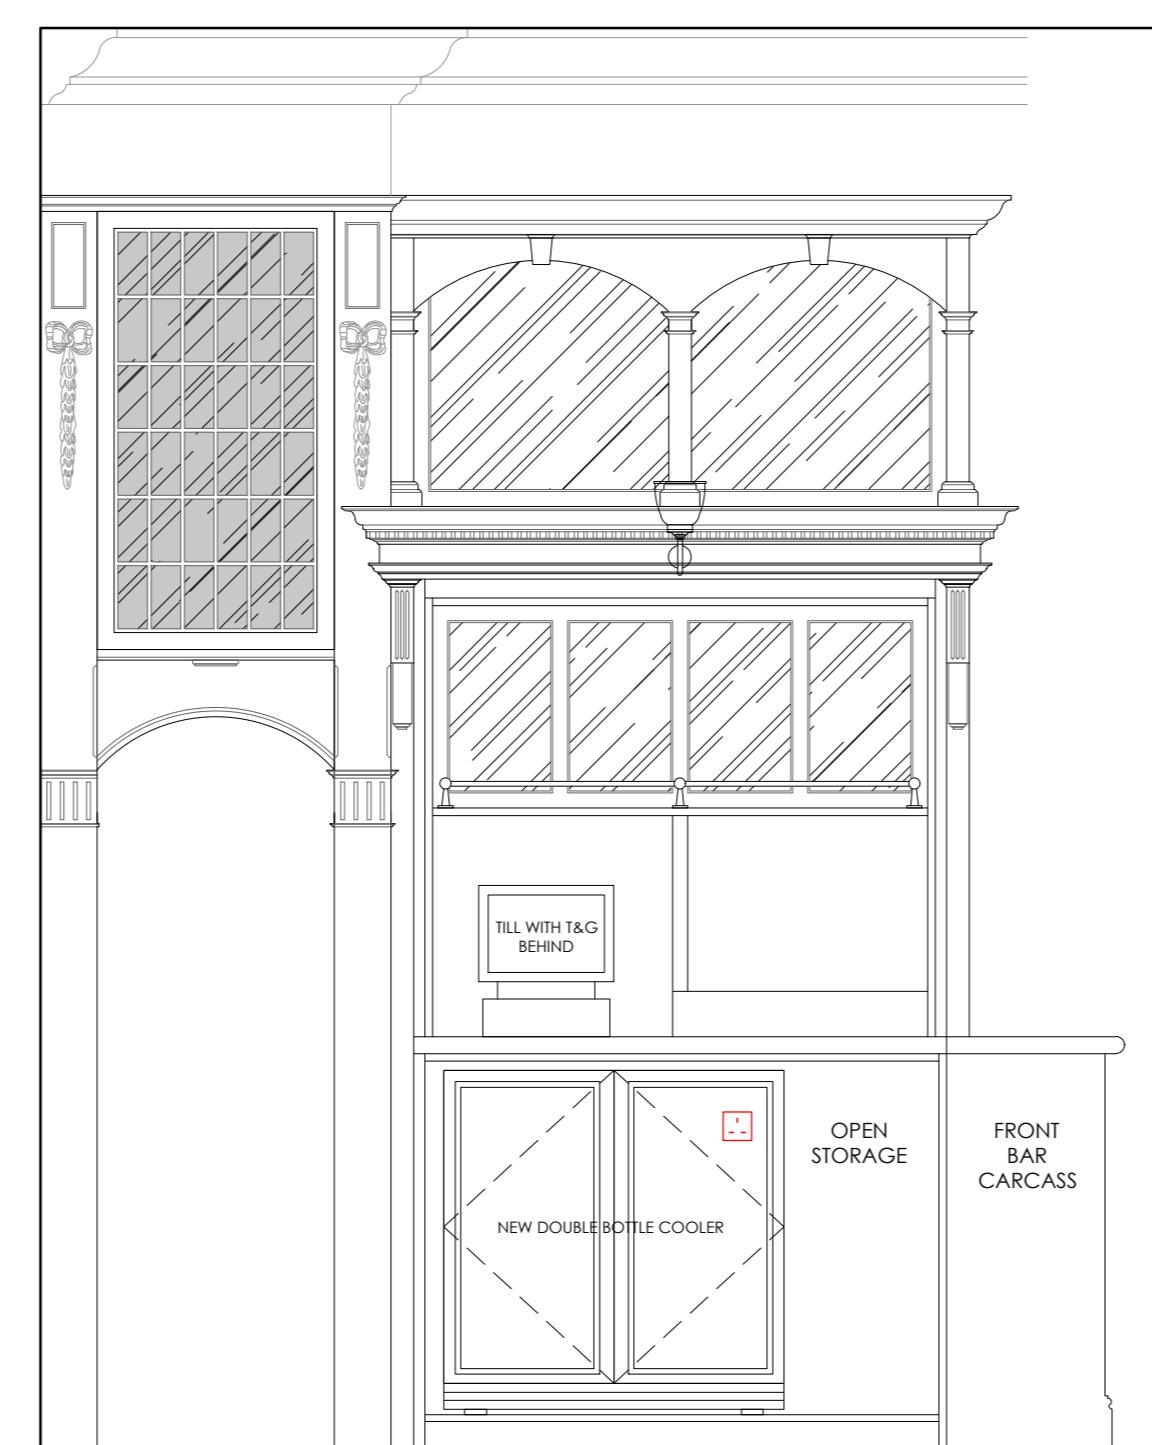 TILL WITH T&G
BEHIND
OPEN
STORAGE
FRONT
BAR
CARCASS
NEW DOUBLE BOTTLE COOLER